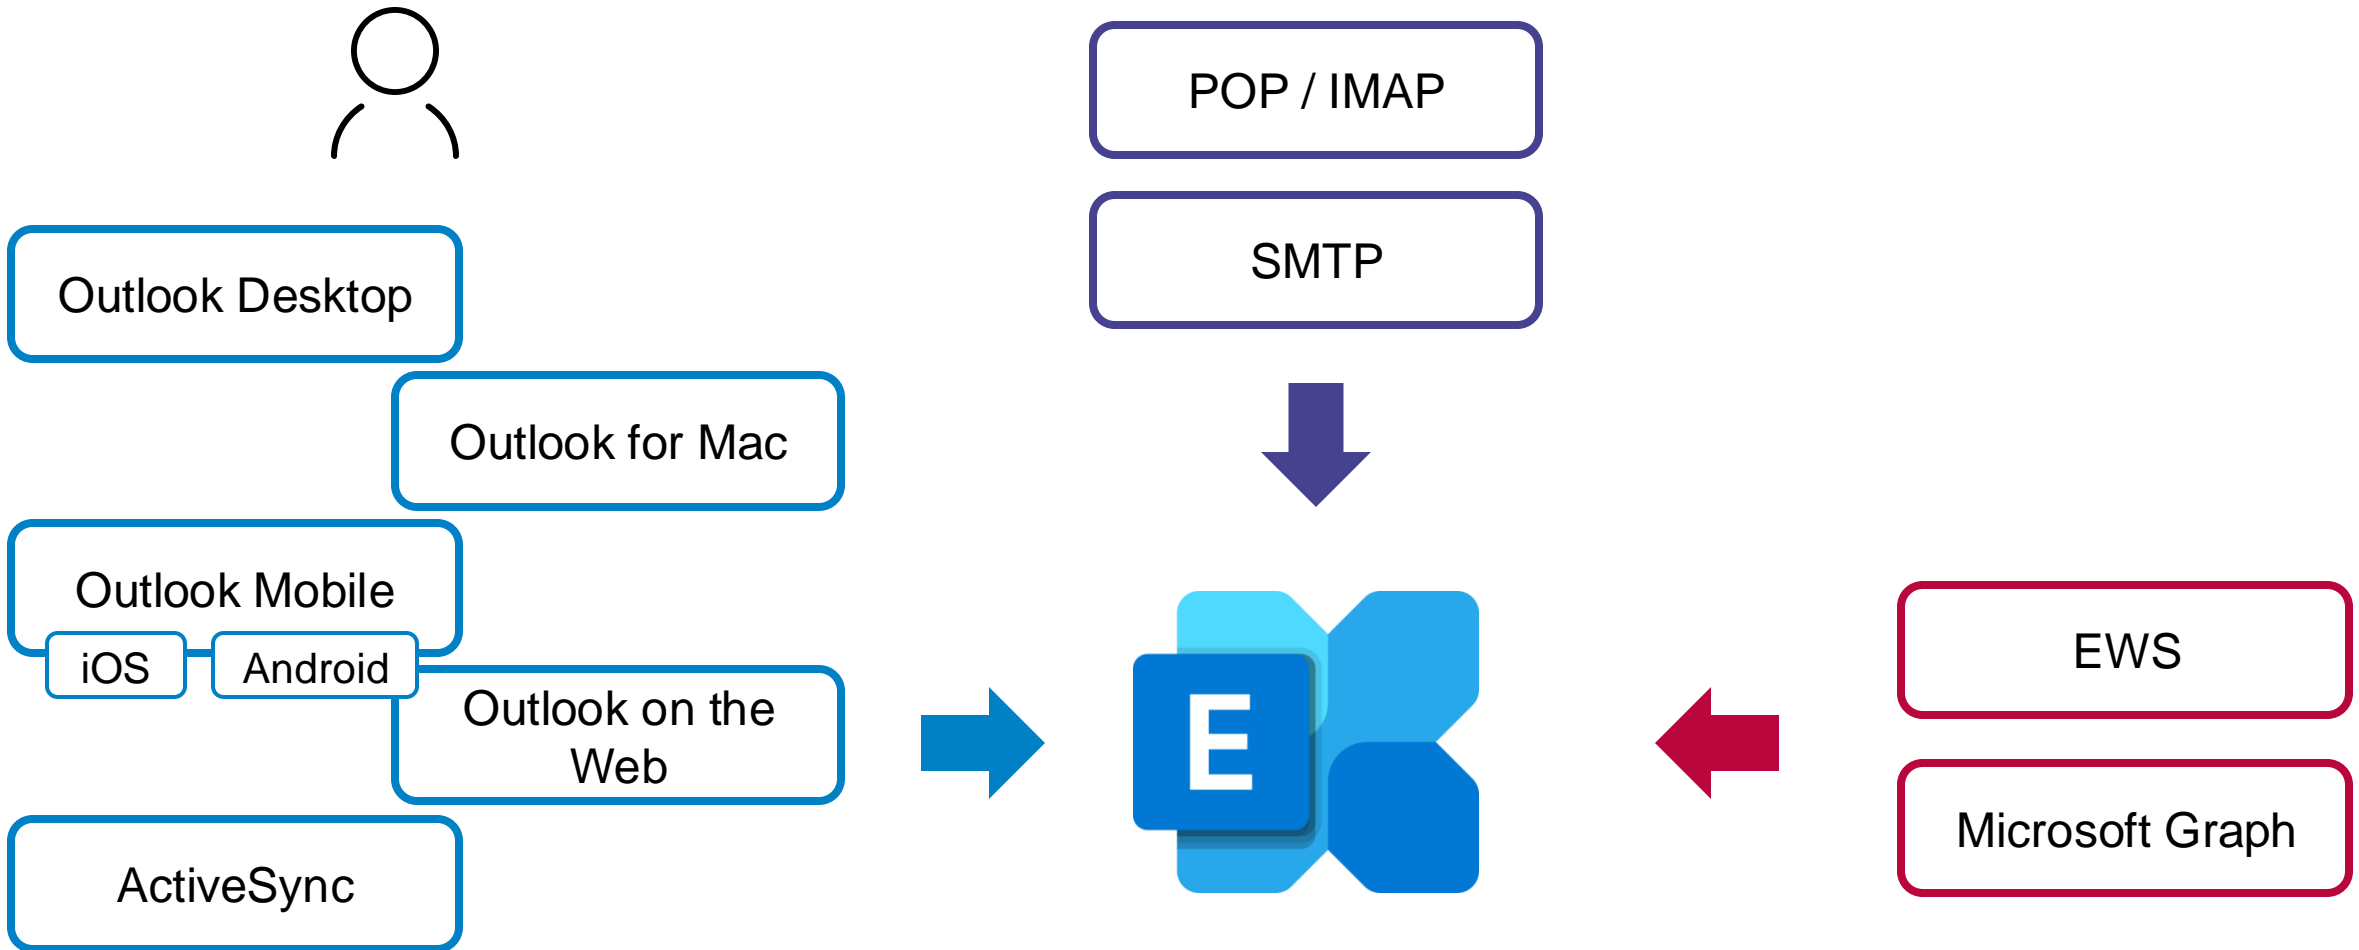 POP / IMAP
SMTP
Outlook Desktop
Outlook for Mac
Outlook Mobile
iOS
Android
Outlook on the
Web
ActiveSync
E
EWS
Microsoft Graph